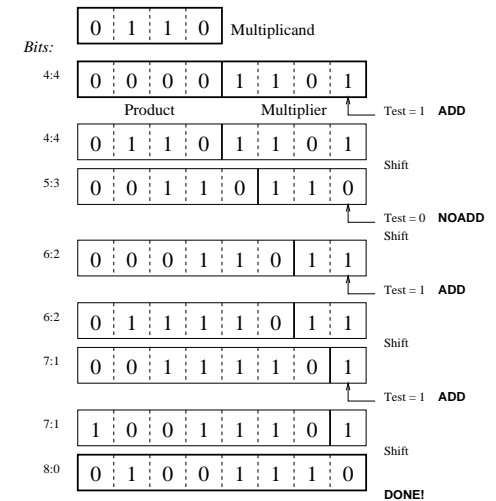 0 1 1 0 Multiplicand
Bits:
4:4 0 0 0 0 1 1 0 1
Product Multiplier Test = 1 ADD
4:4 0 1 1 0 1 1 0 1
Shift
5:3 0 0 1 1 0 1 1 0
Test = 0 NOADD
Shift
6:2 0 0 0 1 1 0 1 1
Test = 1 ADD
6:2 0 1 1 1 1 0 1 1
Shift
7:1 0 0 1 1 1 1 0 1
Test = 1 ADD
7:1 1 0 0 1 1 1 0 1
Shift
8:0 0 1 0 0 1 1 1 0
DONE!